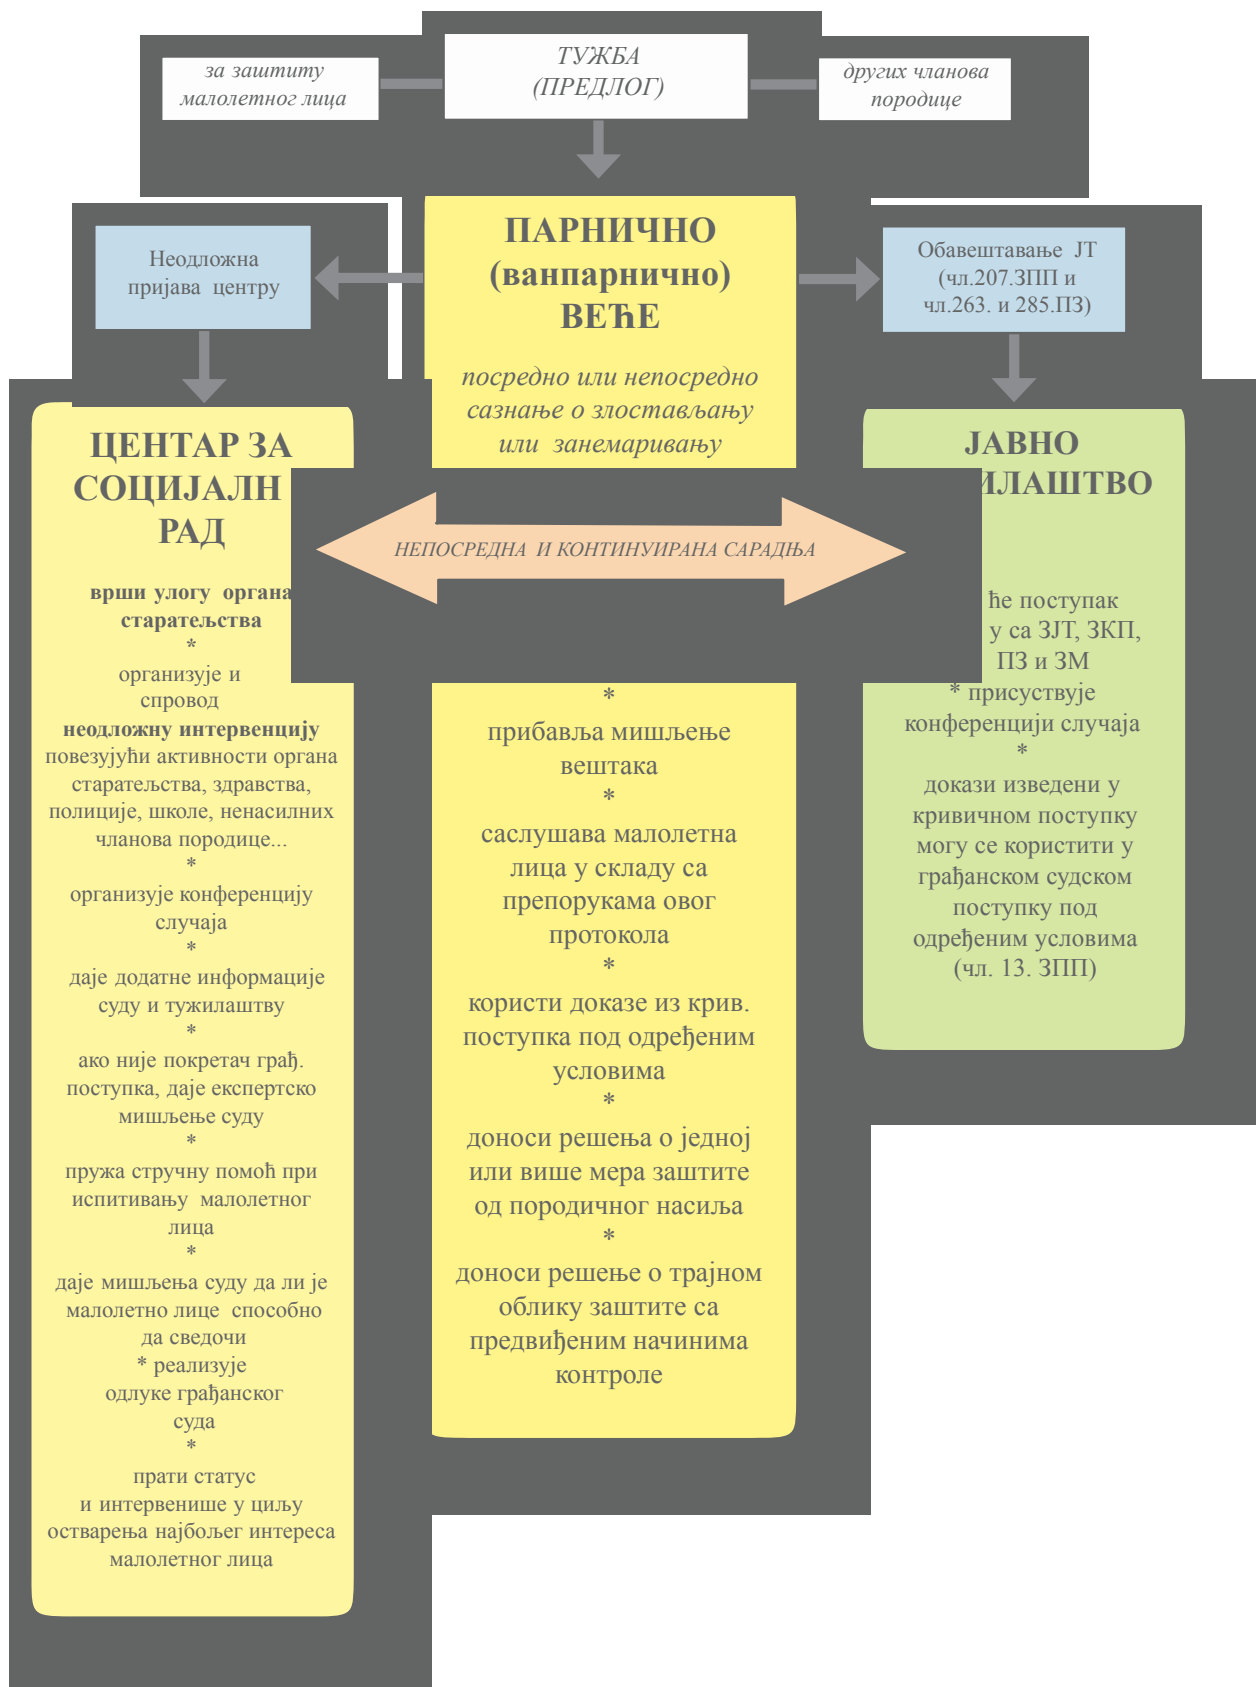 за заштиту
малолетног лица
ТУЖБА
(ПРЕДЛОГ)
других чланова
породице
Неодложна
пријава центру
ПАРНИЧНО
(ванпарнично)
ВЕЋЕ
посредно или непосредно
сазнање о злостављању
или занемаривању
Обавештавање ЈТ
(чл.207.ЗПП и
чл.263. и 285.ПЗ)
НЕПОСРЕДНА И КОНТИНУИРАНА САРАДЊА
ЦЕНТАР ЗА
СОЦИЈАЛН
РАД
врши улогу органа
старатељства
*
организује и
спровод
неодложну интервенцију
повезујући активности органа
старатељства, здравства,
полиције, школе, ненасилних
чланова породице...
*
организује конференцију
случаја
*
даје додатне информације
суду и тужилаштву
*
ако није покретач грађ.
поступка, даје експертско
мишљење суду
*
пружа стручну помоћ при
испитивању малолетног
лица
*
даје мишљења суду да ли је
малолетно лице способно
да сведочи
* реализује
одлуке грађанског
суда
*
прати статус
и интервенише у циљу
остварења најбољег интереса
малолетног лица
*
прибавља мишљење
вештака
*
саслушава малолетна
лица у складу са
препорукама овог
протокола
*
користи доказе из крив.
поступка под одређеним
условима
*
доноси решења о једној
или више мера заштите
од породичног насиља
*
доноси решење о трајном
облику заштите са
предвиђеним начинима
контроле
ЈАВНО
ИЛАШТВО
ће поступак
у са ЗЈТ, ЗКП,
ПЗ и ЗМ
* присуствује
конференцији случаја
*
докази изведени у
кривичном поступку
могу се користити у
грађанском судском
поступку под
одређеним условима
(чл. 13. ЗПП)